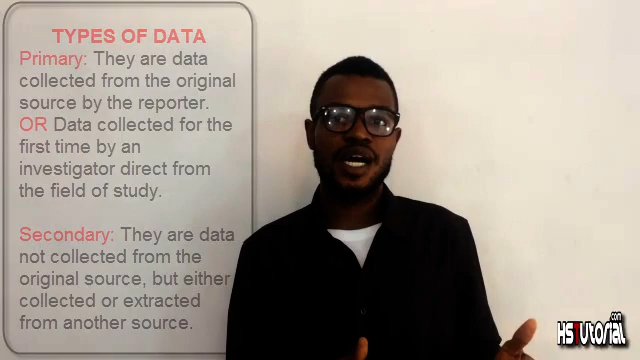 TYPES OF DATA
Primary: They are data
collected from the original
source by the reporter.
OR Data collected for the
first time by an
investigator direct from
the field of study.
Secondary: They are data
not collected from the
original source, but either
collected or extracted
from another source.
HSTutorial.com